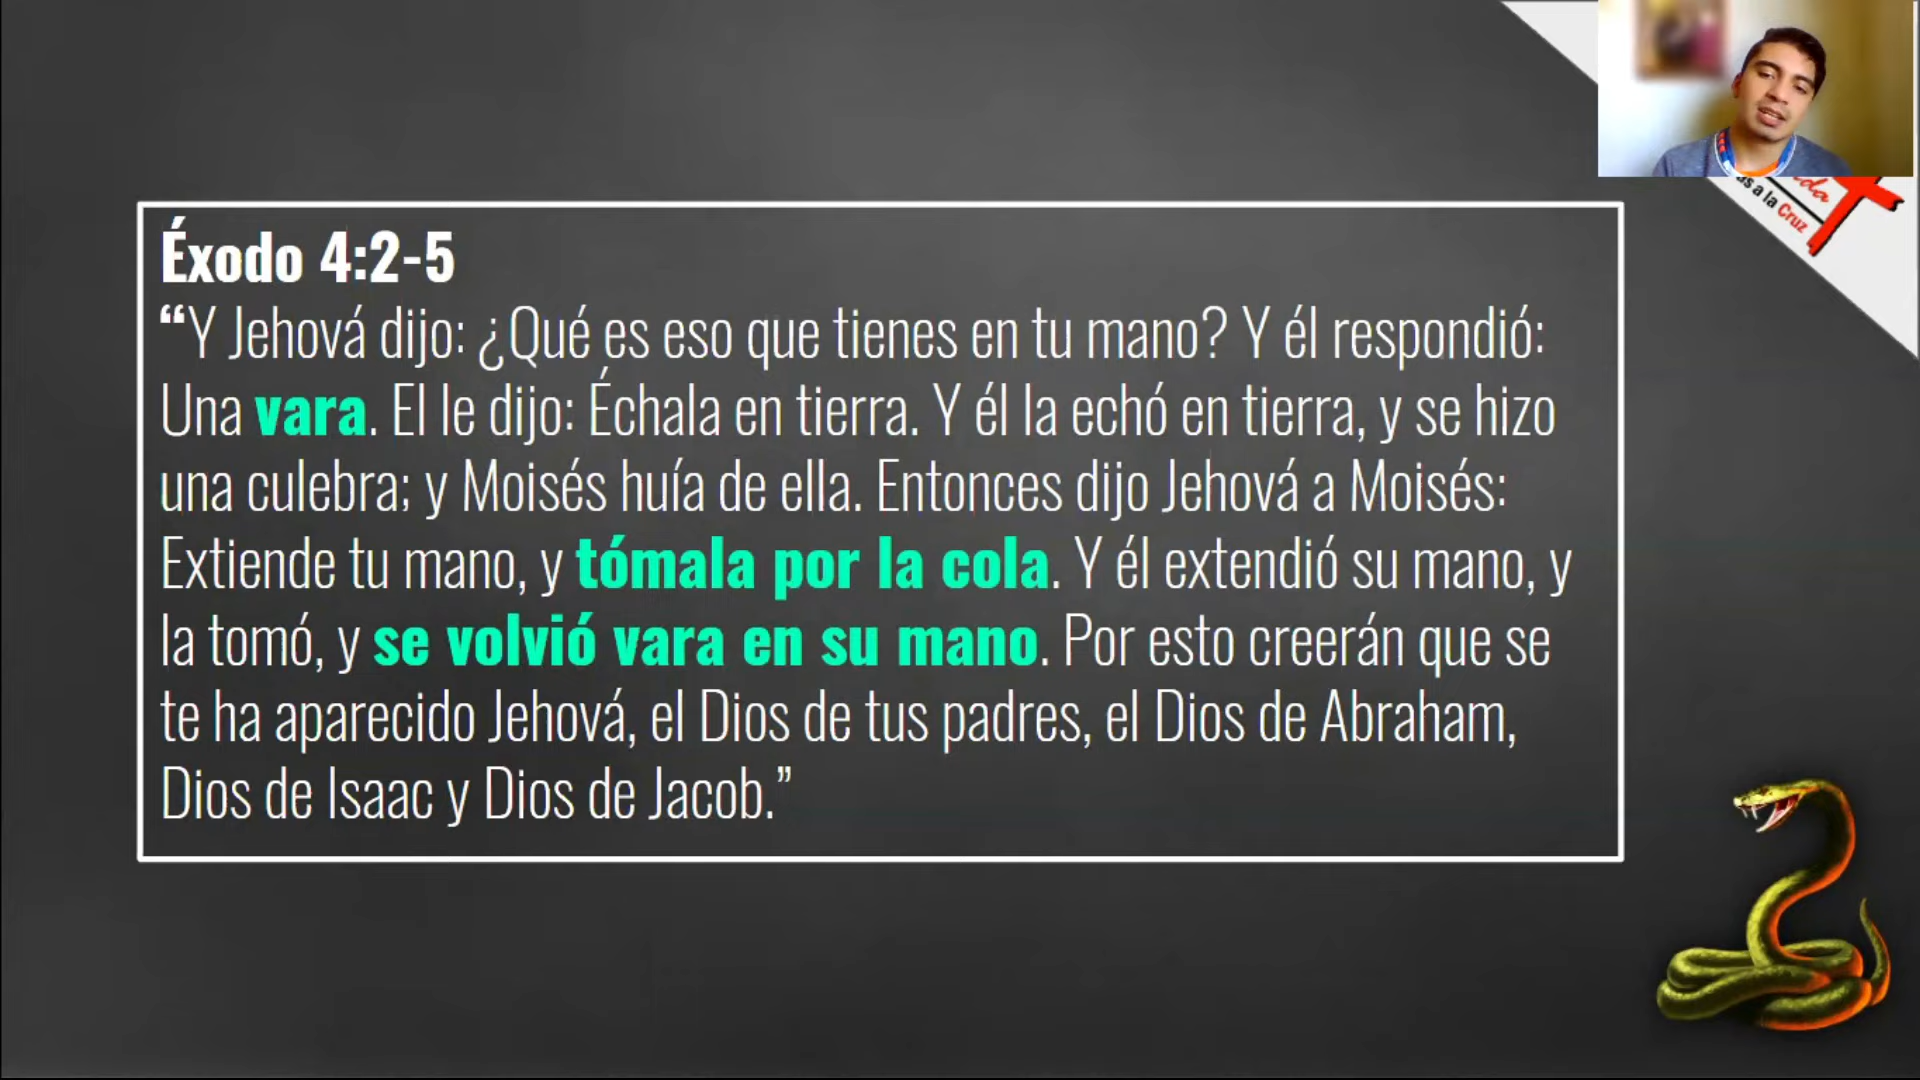 Éxodo 4:2-5
“Y Jehová dijo: ¿Qué es eso que tienes en tu mano? Y él respondió:
Una vara. El le dijo: Échala en tierra. Y él la echó en tierra, y se hizo
una culebra; y Moisés huía de ella. Entonces dijo Jehová a Moisés:
Extiende tu mano, y tómala por la cola. Y él extendió su mano, y
la tomó, y se volvió vara en su mano. Por esto creerán que se
te ha aparecido Jehová, el Dios de tus padres, el Dios de Abraham,
Dios de Isaac y Dios de Jacob.”
a la Cruz